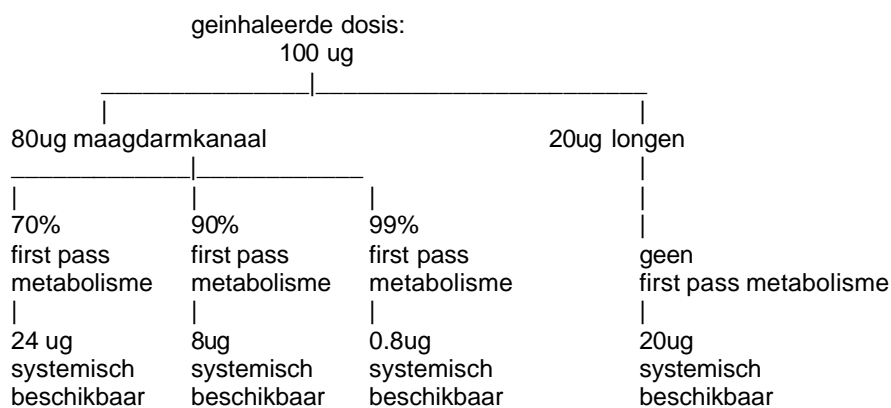 geinhaleerde dosis:
100 ug
80ug maagdarmkanaal 20ug longen
70% 90% 99%
first pass first pass first pass geen
metabolisme metabolisme metabolisme first pass metabolisme
24 ug 8ug 0.8ug 20ug
systemisch systemisch systemisch systemisch
beschikbaar beschikbaar beschikbaar beschikbaar